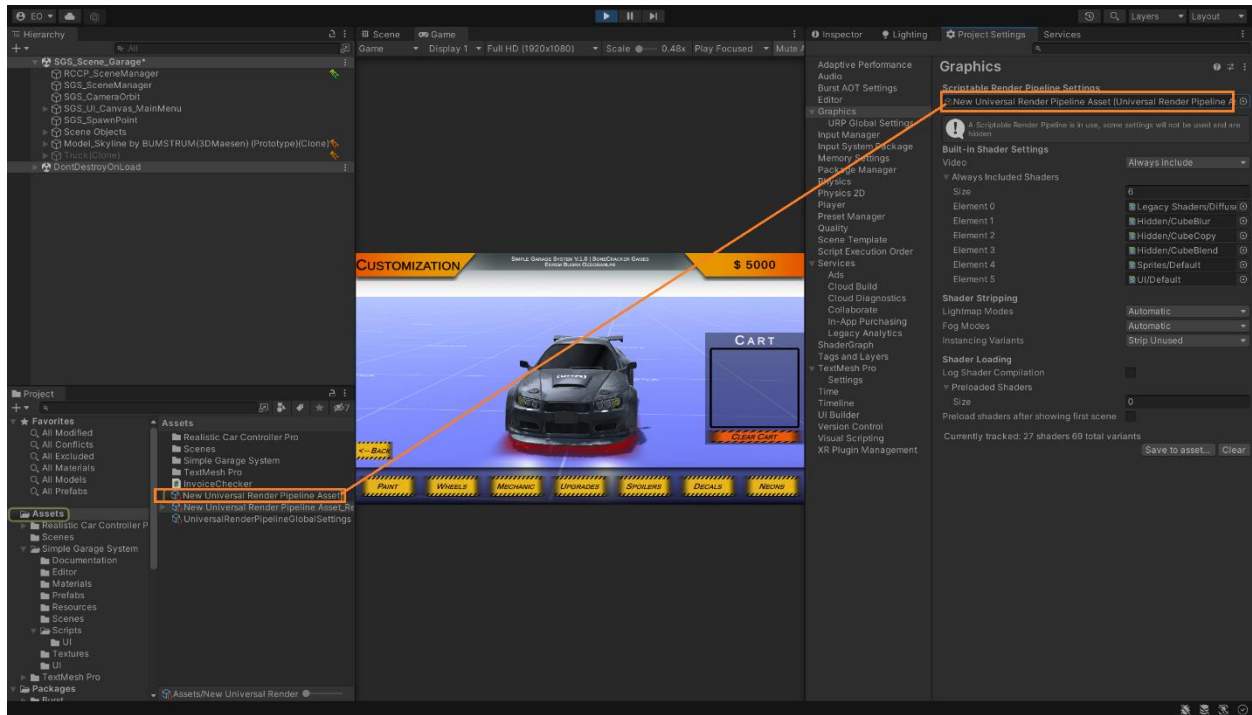 EO
Layers
Layout
Hierarchy
All
SGS_Scene_Garage*
RCCP_SceneManager
SGS_SceneManager
SGS_CameraOrbit
SGS_UI_Canvas_MainMenu
SGS_SpawnPoint
Scene Objects
Model_Skyline by BUMSTRUM(3DMaesen) (Prototype)(Clone)
Truck(Clone)
DontDestroyOnLoad
Scene
Game
Game
Display 1
Full HD (1920x1080)
Scale
0.48x
Play Focused
Mute A
CUSTOMIZATION
SIMPLE GARAGE SYSTEM V1.0 | BONECRACKER GAMES
$ 5000
CART
CLEAR CART
<-- BACK
PAINT
WHEELS
MECHANIC
UPGRADES
SPOILERS
DECALS
NEONS
Project
7
Favorites
All Modified
All Conflicts
All Excluded
All Materials
All Models
All Prefabs
Assets
Realistic Car Controller P
Scenes
Simple Garage System
Documentation
Editor
Materials
Prefabs
Resources
Scenes
Scripts
UI
Textures
UI
TextMesh Pro
Packages
Burst
Assets
Realistic Car Controller Pro
Scenes
Simple Garage System
TextMesh Pro
InvoiceChecker
New Universal Render Pipeline Asset
New Universal Render Pipeline Asset_Re
UniversalRenderPipelineGlobalSettings
Assets/New Universal Render
Inspector
Lighting
Project Settings
Services
Adaptive Performance
Audio
Burst AOT Settings
Editor
Graphics
URP Global Settings
Input Manager
Input System Package
Memory Settings
Package Manager
Physics
Physics 2D
Player
Preset Manager
Quality
Scene Template
Script Execution Order
Services
Ads
Cloud Build
Cloud Diagnostics
Collaborate
In-App Purchasing
Legacy Analytics
ShaderGraph
Tags and Layers
TextMesh Pro
Settings
Time
Timeline
UI Builder
Version Control
Visual Scripting
XR Plugin Management
Graphics
Scriptable Render Pipeline Settings
New Universal Render Pipeline Asset (Universal Render Pipeline A
A Scriptable Render Pipeline is in use, some settings will not be used and are
hidden
Built-in Shader Settings
Video
Always include
Always Included Shaders
Size
6
Element 0
Legacy Shaders/Diffuse
Element 1
Hidden/CubeBlur
Element 2
Hidden/CubeCopy
Element 3
Hidden/CubeBlend
Element 4
Sprites/Default
Element 5
UI/Default
Shader Stripping
Lightmap Modes
Automatic
Fog Modes
Automatic
Instancing Variants
Strip Unused
Shader Loading
Log Shader Compilation
Preloaded Shaders
Size
0
Preload shaders after showing first scene
Currently tracked: 27 shaders 69 total variants
Save to asset...
Clear